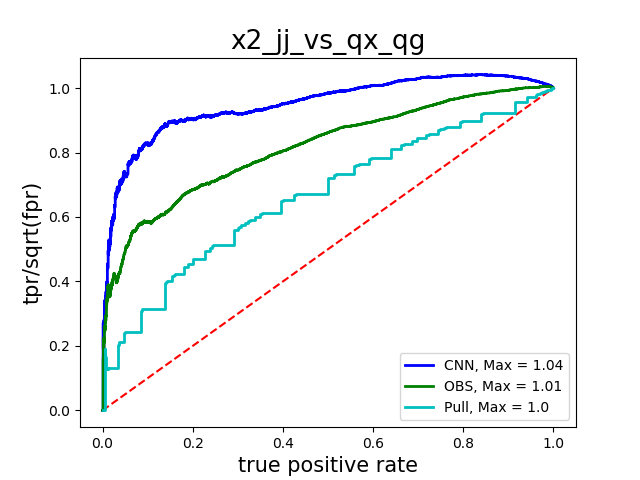 x2_jj_vs_qx_qg
tpr/sqrt(fpr)
1.0
0.8
0.6
0.4
0.2
0.0
CNN, Max = 1.04
OBS, Max = 1.01
Pull, Max = 1.0
0.0 0.2 0.4 0.6 0.8 1.0
true positive rate